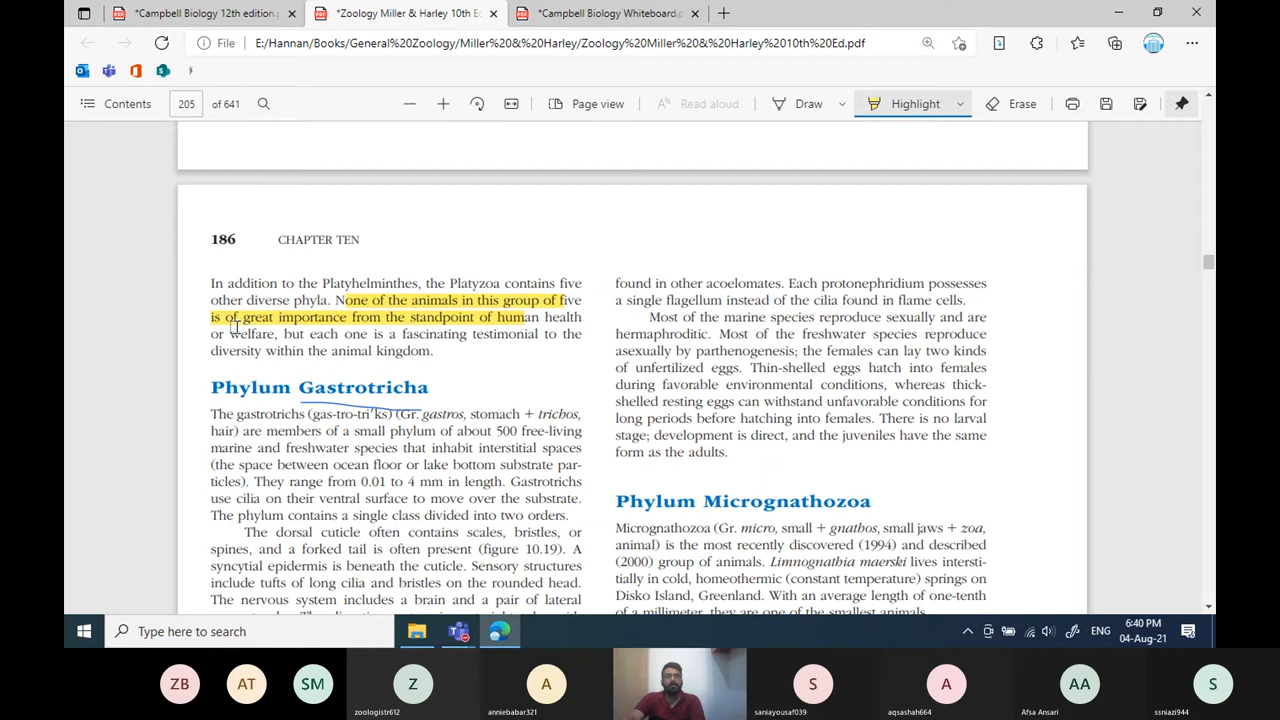 *Campbell Biology 12th edition.p
*Zoology Miller & Harley 10th Ec
*Campbell Biology Whiteboard.p
File
E:/Hannan/Books/General%20Zoology/Miller%20&%20Harley/Zoology%20Miller%20&%20Harley%2010th%20Ed.pdf
Contents
205 of 641
Page view
Read aloud
Draw
Highlight
Erase
186 CHAPTER TEN
In addition to the Platyhelminthes, the Platyzoa contains five
other diverse phyla. None of the animals in this group of five
is of great importance from the standpoint of human health
or welfare, but each one is a fascinating testimonial to the
diversity within the animal kingdom.
Phylum Gastrotricha
The gastrotrichs (gas-tro-tri′ks) (Gr. gastros, stomach + trichos,
hair) are members of a small phylum of about 500 free-living
marine and freshwater species that inhabit interstitial spaces
(the space between ocean floor or lake bottom substrate par-
ticles). They range from 0.01 to 4 mm in length. Gastrotrichs
use cilia on their ventral surface to move over the substrate.
The phylum contains a single class divided into two orders.
The dorsal cuticle often contains scales, bristles, or
spines, and a forked tail is often present (figure 10.19). A
syncytial epidermis is beneath the cuticle. Sensory structures
include tufts of long cilia and bristles on the rounded head.
The nervous system includes a brain and a pair of lateral
found in other acoelomates. Each protonephridium possesses
a single flagellum instead of the cilia found in flame cells.
Most of the marine species reproduce sexually and are
hermaphroditic. Most of the freshwater species reproduce
asexually by parthenogenesis; the females can lay two kinds
of unfertilized eggs. Thin-shelled eggs hatch into females
during favorable environmental conditions, whereas thick-
shelled resting eggs can withstand unfavorable conditions for
long periods before hatching into females. There is no larval
stage; development is direct, and the juveniles have the same
form as the adults.
Phylum Micrognathozoa
Micrognathozoa (Gr. micro, small + gnathos, small jaws + zoa,
animal) is the most recently discovered (1994) and described
(2000) group of animals. Limnognathia maerski lives intersti-
tially in cold, homeothermic (constant temperature) springs on
Disko Island, Greenland. With an average length of one-tenth
of a millimeter, they are one of the smallest animals
Type here to search
ENG
6:40 PM
04-Aug-21
ZB
AT
SM
Z
zoologistr612
A
anniebabar321
S
saniayousaf039
A
aqsashah664
AA
Afsa Ansari
S
ssniazi944